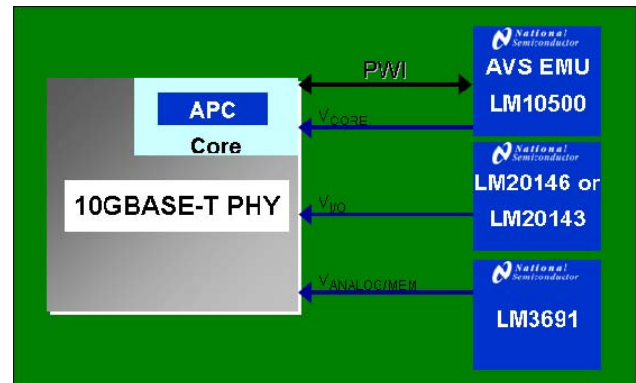 National
Semiconductor
AVS EMU
LM10500
PWI
APC
Core
VCORE
National
Semiconductor
LM20146 or
LM20143
10GBASE-T PHY
VI/O
VANALOG/MEM
National
Semiconductor
LM3691